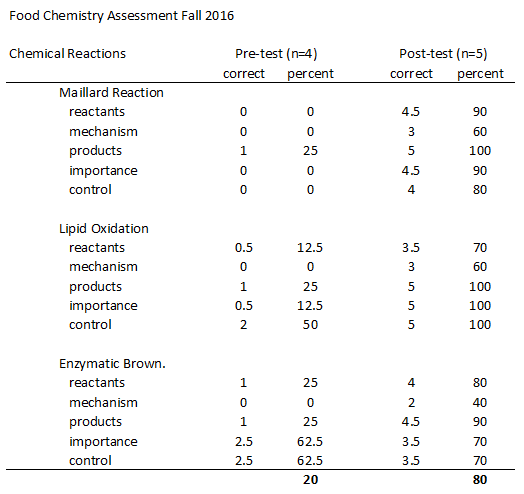 Food Chemistry Assessment Fall 2016
Chemical Reactions Pre-test (n=4) Post-test (n=5)
correct percent correct percent
Maillard Reaction
reactants 0 0 4.5 90
mechanism 0 0 3 60
products 1 25 5 100
importance 0 0 4.5 90
control 0 0 4 80
Lipid Oxidation
reactants 0.5 12.5 3.5 70
mechanism 0 0 3 60
products 1 25 5 100
importance 0.5 12.5 5 100
control 2 50 5 100
Enzymatic Brown.
reactants 1 25 4 80
mechanism 0 0 2 40
products 1 25 4.5 90
importance 2.5 62.5 3.5 70
control 2.5 62.5 3.5 70
20 80